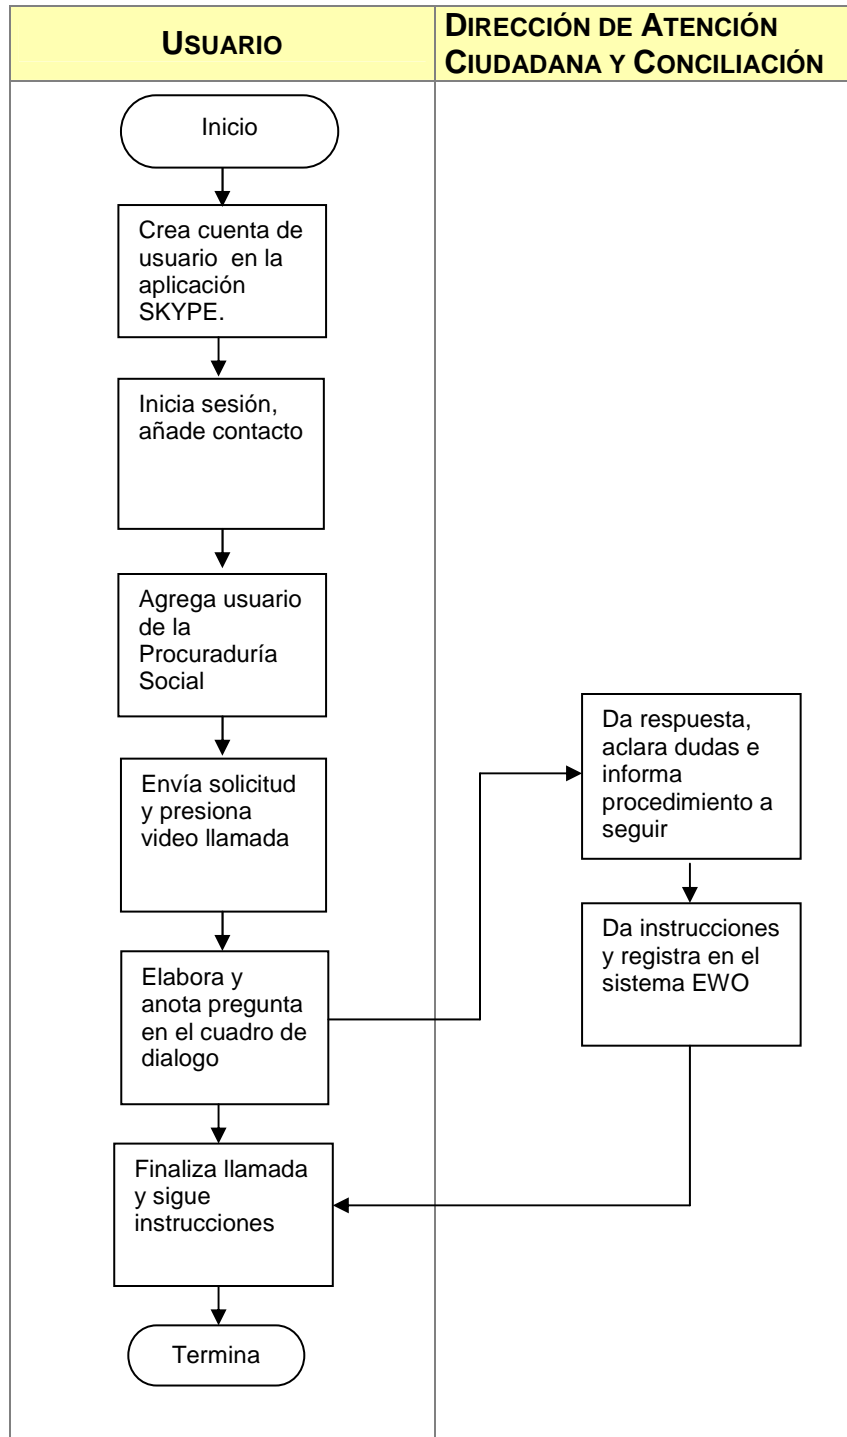 USUARIO
DIRECCIÓN DE ATENCIÓN
CIUDADANA Y CONCILIACIÓN
Inicio
Crea cuenta de
usuario en la
aplicación
SKYPE.
Inicia sesión,
añade contacto
Agrega usuario
de la
Procuraduría
Social
Envía solicitud
y presiona
video llamada
Elabora y
anota pregunta
en el cuadro de
dialogo
Da respuesta,
aclara dudas e
informa
procedimiento a
seguir
Da instrucciones
y registra en el
sistema EWO
Finaliza llamada
y sigue
instrucciones
Termina